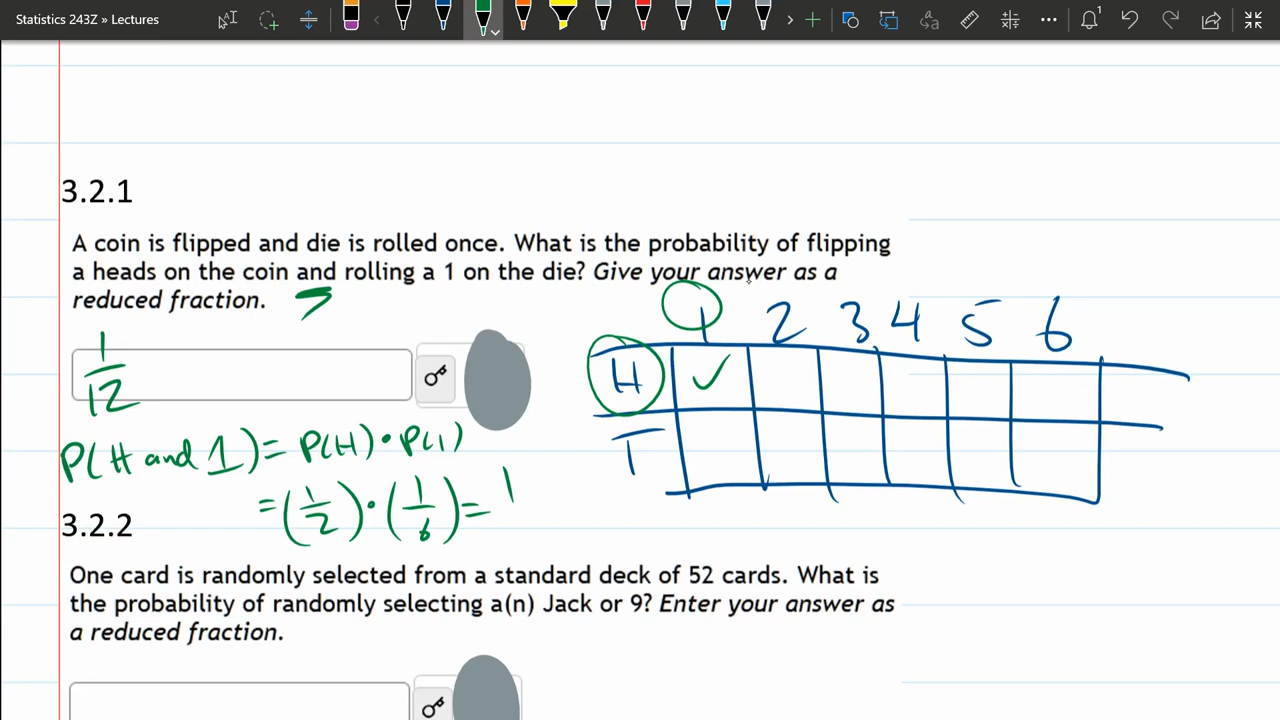 Statistics 243Z » Lectures
3.2.1
A coin is flipped and die is rolled once. What is the probability of flipping
a heads on the coin and rolling a 1 on the die? Give your answer as a
reduced fraction.
1 2 3 4 5 6
H ✓
T
1/12
P(H and 1) = P(H) • P(1)
= (1/2) • (1/6) = 1
3.2.2
One card is randomly selected from a standard deck of 52 cards. What is
the probability of randomly selecting a(n) Jack or 9? Enter your answer as
a reduced fraction.